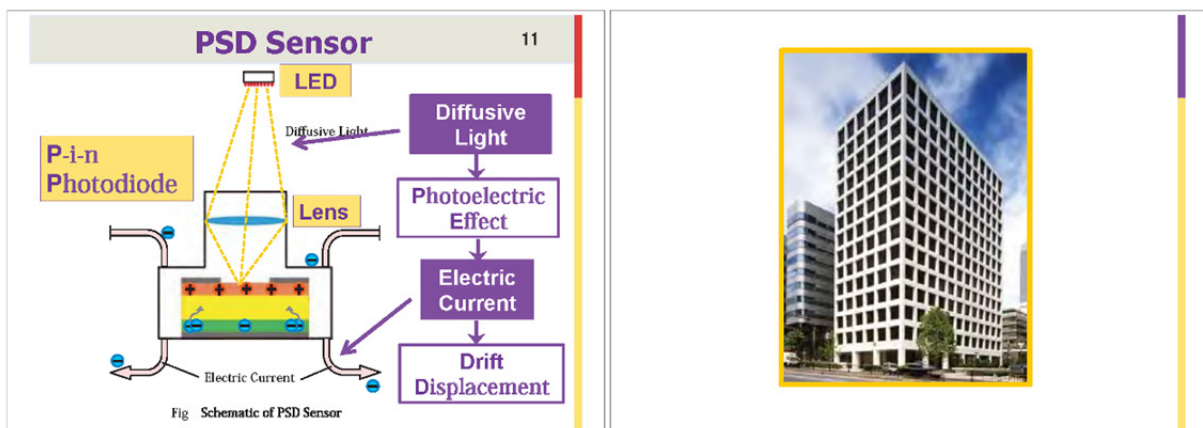 PSD Sensor
11
LED
Diffusive Light
Diffusive
Light
P-i-n
Photodiode
Photoelectric
Effect
Lens
Electric
Current
Drift
Displacement
Electric Current
Fig Schematic of PSD Sensor